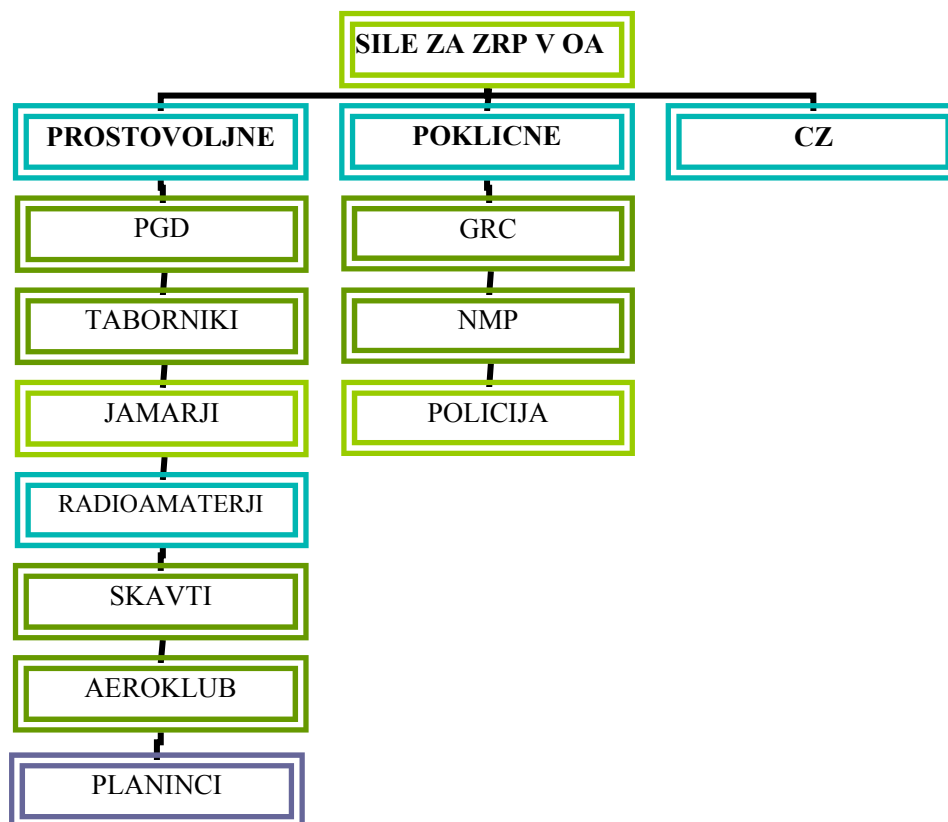 SILE ZA ZRP V OA
PROSTOVOLJNE
POKLICNE
CZ
PGD
GRC
TABORNIKI
NMP
JAMARJI
POLICIJA
RADIOAMATERJI
SKAVTI
AEROKLUB
PLANINCI